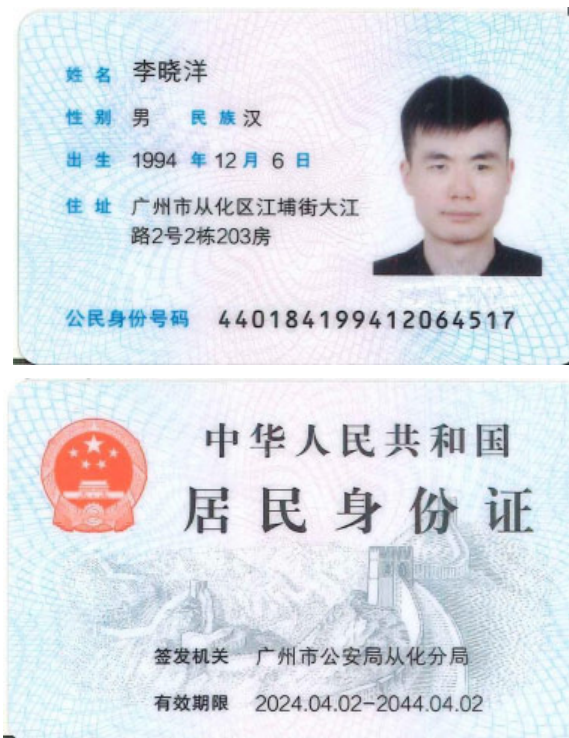 姓名 李晓洋
性别 男 民族 汉
出生 1994 年 12 月 6 日
住址 广州市从化区江埔街大江
路2号2栋203房
公民身份号码 440184199412064517
中华人民共和国
居民身份证
签发机关 广州市公安局从化分局
有效期限 2024.04.02-2044.04.02